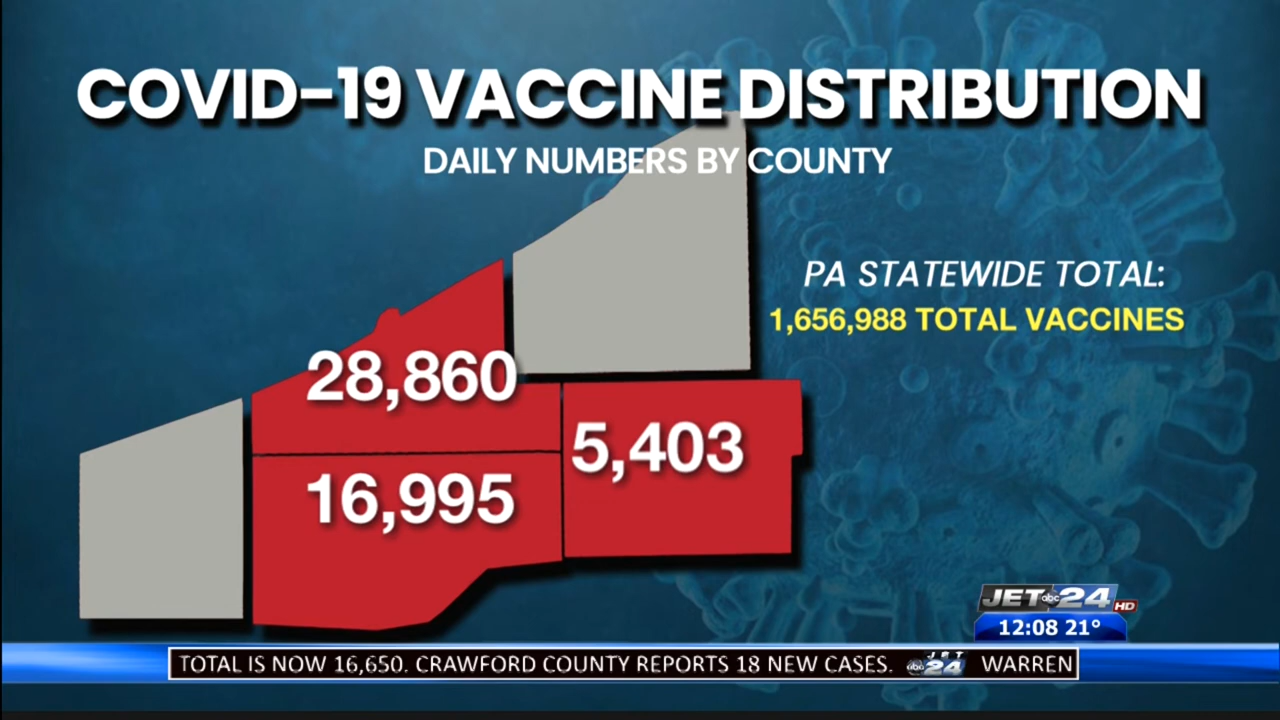 COVID-19 VACCINE DISTRIBUTION
DAILY NUMBERS BY COUNTY
PA STATEWIDE TOTAL:
1,656,988 TOTAL VACCINES
28,860
5,403
16,995
JET abc 24 HD
12:08 21°
TOTAL IS NOW 16,650. CRAWFORD COUNTY REPORTS 18 NEW CASES. abc JET 24 WARREN